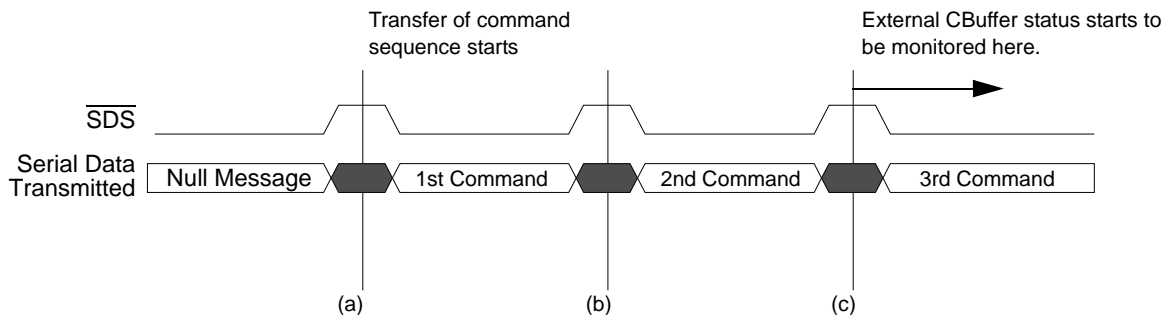 Transfer of command
sequence starts
External CBuffer status starts to
be monitored here.
SDS
Serial Data
Transmitted
Null Message
1st Command
2nd Command
3rd Command
(a)
(b)
(c)